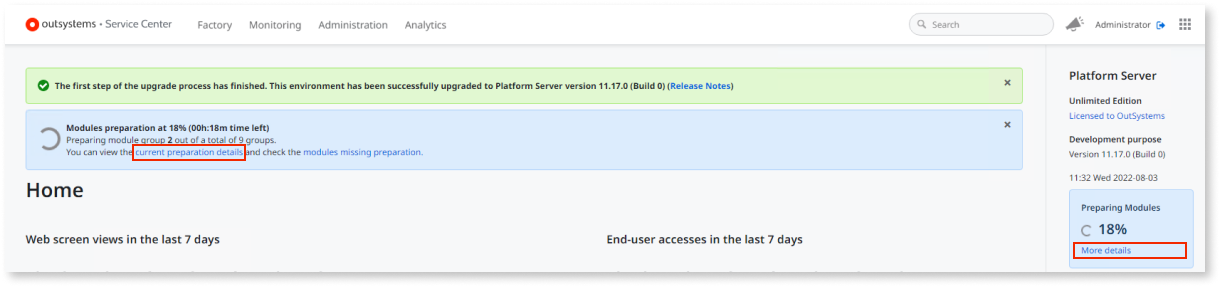 outsystems • Service Center Factory Monitoring Administration Analytics Search Administrator
The first step of the upgrade process has finished. This environment has been successfully upgraded to Platform Server version 11.17.0 (Build 0) (Release Notes)
Modules preparation at 18% (00h:18m time left)
Preparing module group 2 out of a total of 9 groups.
You can view the current preparation details and check the modules missing preparation.
Home
Web screen views in the last 7 days
End-user accesses in the last 7 days
Platform Server
Unlimited Edition
Licensed to OutSystems
Development purpose
Version 11.17.0 (Build 0)
11:32 Wed 2022-08-03
Preparing Modules
18%
More details